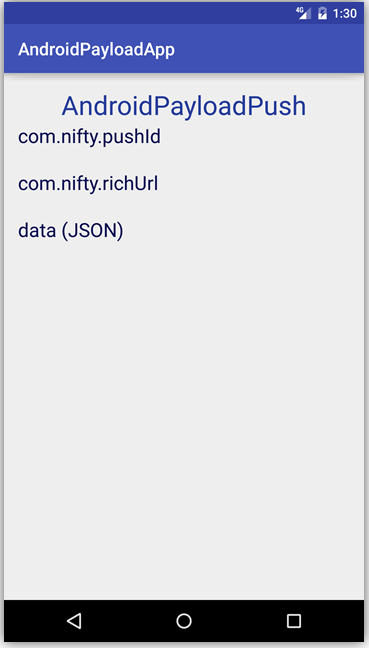 4G 1:30
AndroidPayloadApp
AndroidPayloadPush
com.nifty.pushId
com.nifty.richUrl
data (JSON)